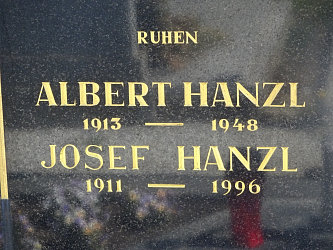 RUHEN
ALBERT HANZL
1913 — 1948
JOSEF HANZL
1911 — 1996